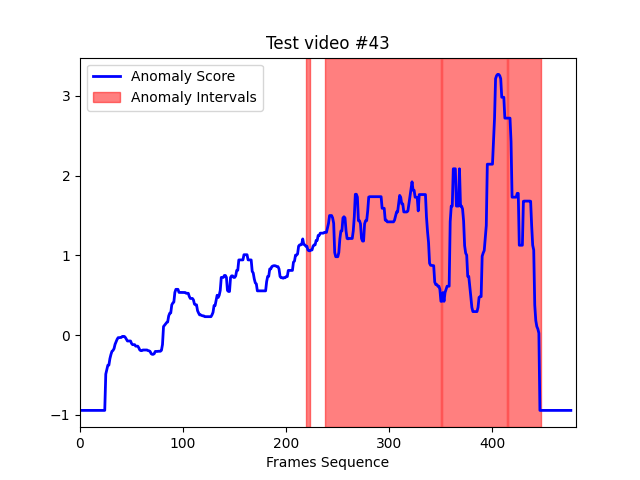 Test video #43
Anomaly Score
Anomaly Intervals
3
2
1
0
−1
0 100 200 300 400
Frames Sequence